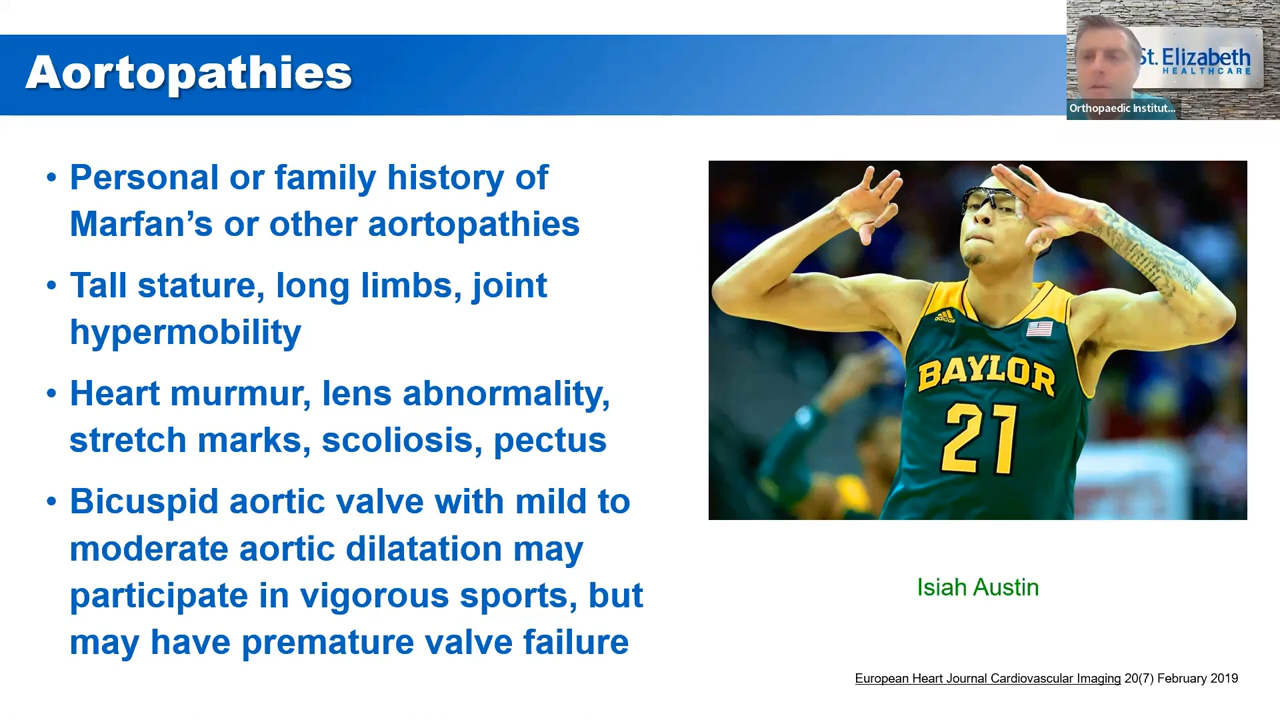 Aortopathies
St. Elizabeth
HEALTHCARE
Orthopaedic Institut...
• Personal or family history of
Marfan’s or other aortopathies
• Tall stature, long limbs, joint
hypermobility
• Heart murmur, lens abnormality,
stretch marks, scoliosis, pectus
• Bicuspid aortic valve with mild to
moderate aortic dilatation may
participate in vigorous sports, but
may have premature valve failure
adidas
BAYLOR
21
Isiah Austin
European Heart Journal Cardiovascular Imaging 20(7) February 2019